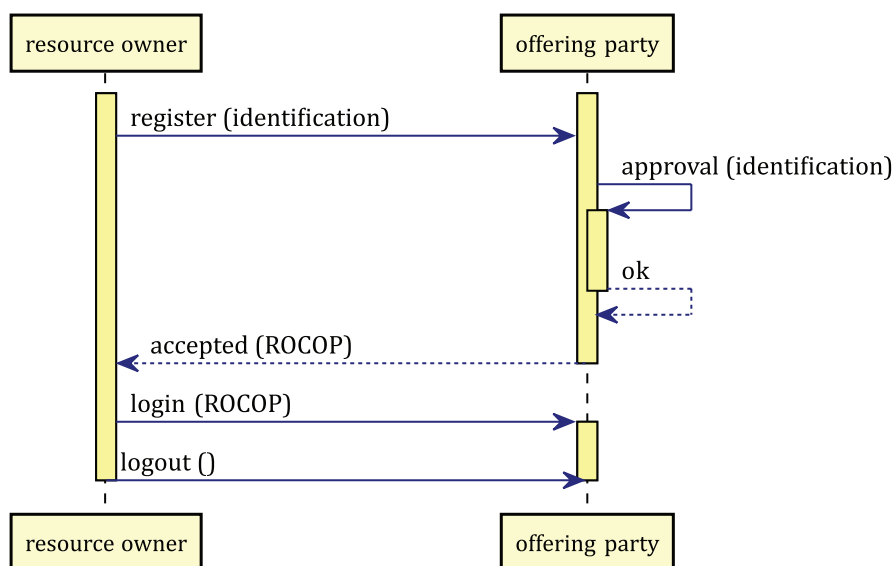 resource owner
offering party
register (identification)
approval (identification)
ok
accepted (ROCOP)
login (ROCOP)
logout ()
resource owner
offering party